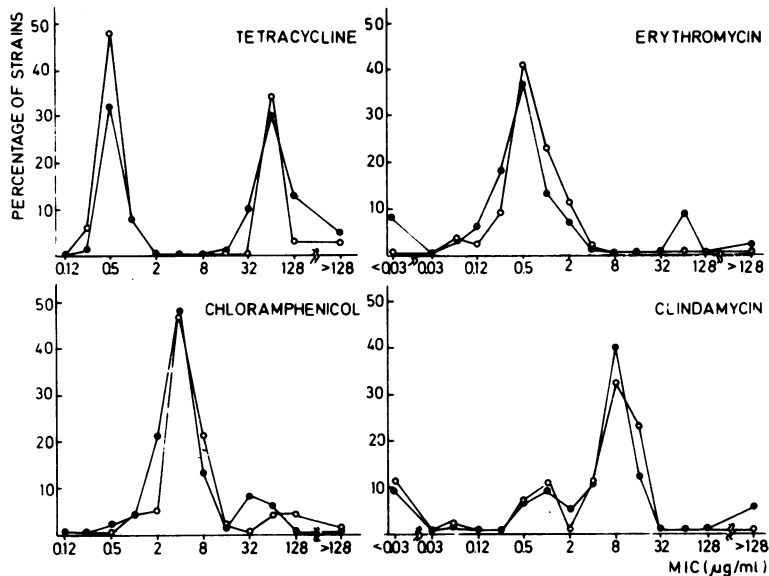 PERCENTAGE OF STRAINS
TETRACYCLINE
50
40
30
20
10
0.12 0.5 2 8 32 128 >128
ERYTHROMYCIN
50
40
30
20
10
<0.03 0.03 0.12 0.5 2 8 32 128 >128
CHLORAMPHENICOL
50
40
30
20
10
0.12 0.5 2 8 32 128 >128
CLINDAMYCIN
50
40
30
20
10
<0.03 0.03 0.12 0.5 2 8 32 128 >128
MIC (µg/ml)